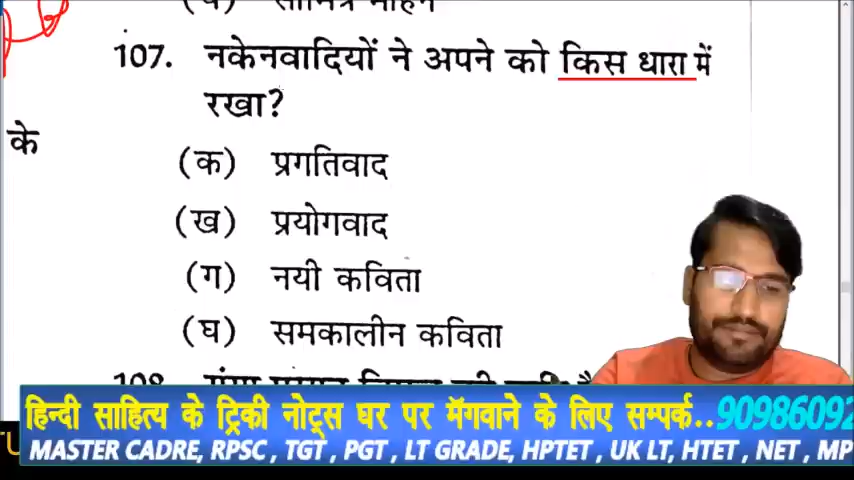 107. नकेनवादियों ने अपने को किस धारा में
रखा?
के
(क) प्रगतिवाद
(ख) प्रयोगवाद
(ग) नयी कविता
(घ) समकालीन कविता
हिन्दी साहित्य के ट्रिकी नोट्स घर पर मॅगवाने के लिए सम्पर्क..90986092
MASTER CADRE, RPSC , TGT , PGT , LT GRADE, HPTET , UK LT, HTET , NET , MP